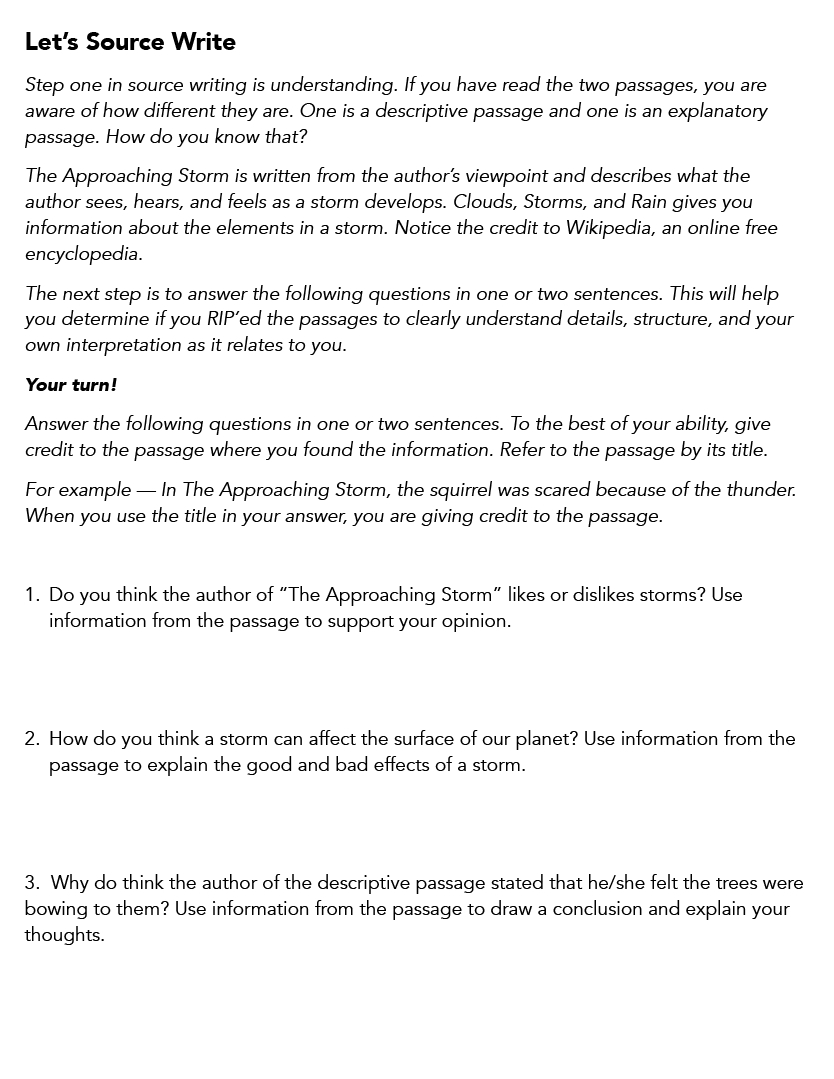 Let’s Source Write
Step one in source writing is understanding. If you have read the two passages, you are
aware of how different they are. One is a descriptive passage and one is an explanatory
passage. How do you know that?
The Approaching Storm is written from the author’s viewpoint and describes what the
author sees, hears, and feels as a storm develops. Clouds, Storms, and Rain gives you
information about the elements in a storm. Notice the credit to Wikipedia, an online free
encyclopedia.
The next step is to answer the following questions in one or two sentences. This will help
you determine if you RIP’ed the passages to clearly understand details, structure, and your
own interpretation as it relates to you.
Your turn!
Answer the following questions in one or two sentences. To the best of your ability, give
credit to the passage where you found the information. Refer to the passage by its title.
For example — In The Approaching Storm, the squirrel was scared because of the thunder.
When you use the title in your answer, you are giving credit to the passage.
1. Do you think the author of “The Approaching Storm” likes or dislikes storms? Use
information from the passage to support your opinion.
2. How do you think a storm can affect the surface of our planet? Use information from the
passage to explain the good and bad effects of a storm.
3. Why do think the author of the descriptive passage stated that he/she felt the trees were
bowing to them? Use information from the passage to draw a conclusion and explain your
thoughts.